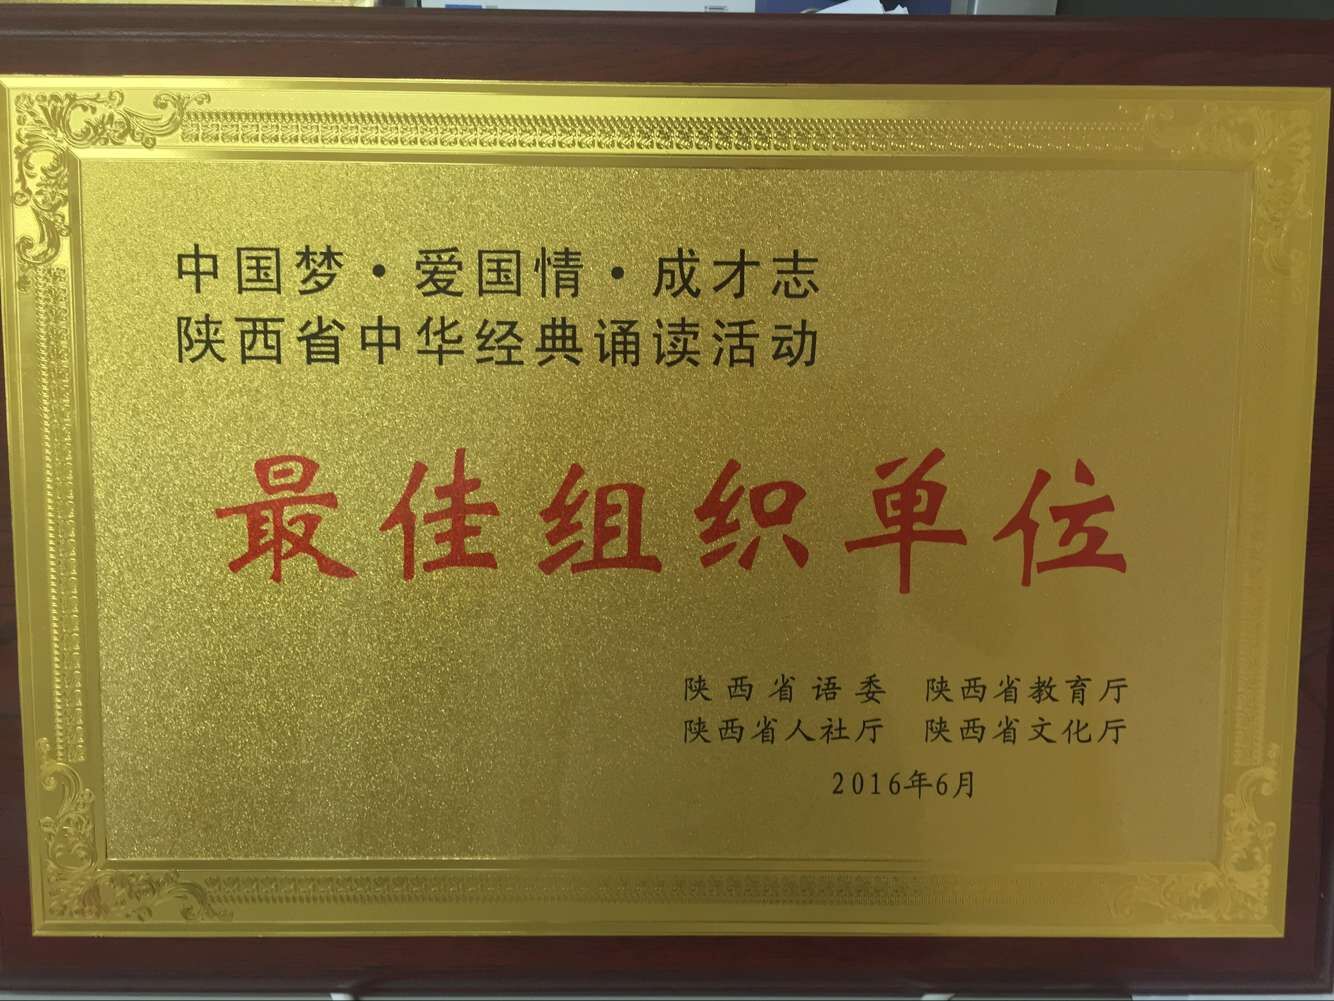 中国梦·爱国情·成才志
陕西省中华经典诵读活动
最佳组织单位
陕西省语委 陕西省教育厅
陕西省人社厅 陕西省文化厅
2016年6月